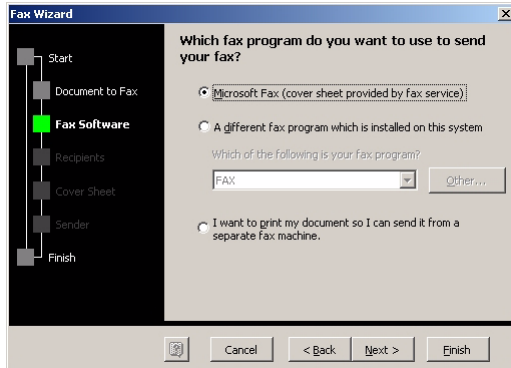 Fax Wizard
Start
Document to Fax
Fax Software
Recipients
Cover Sheet
Sender
Finish
Which fax program do you want to use to send
your fax?
Microsoft Fax (cover sheet provided by fax service)
A different fax program which is installed on this system
Which of the following is your fax program?
FAX
Other...
I want to print my document so I can send it from a
separate fax machine.
Cancel
< Back
Next >
Finish